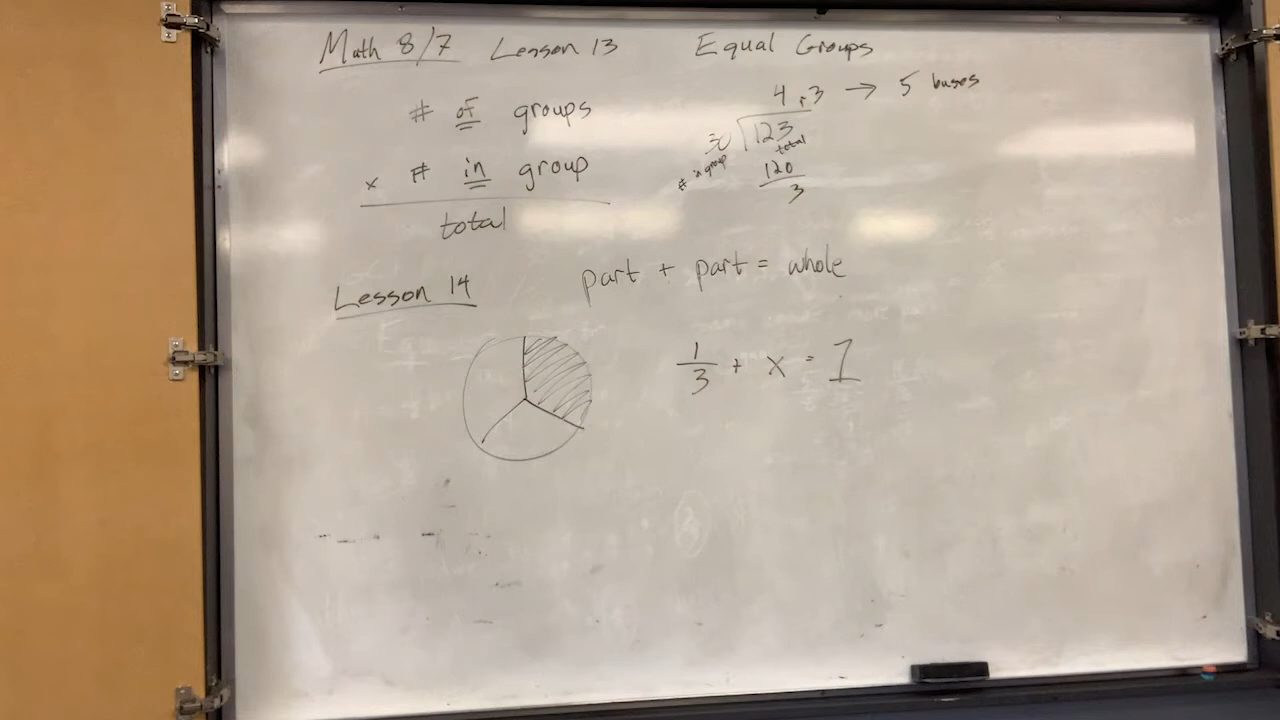 Math 8/7 Lesson 13 Equal Groups
# of groups
x # in group
total
4 r3 → 5 buses
30 123
# in group total
120
3
Lesson 14 part + part = whole
1/3 + x = 1